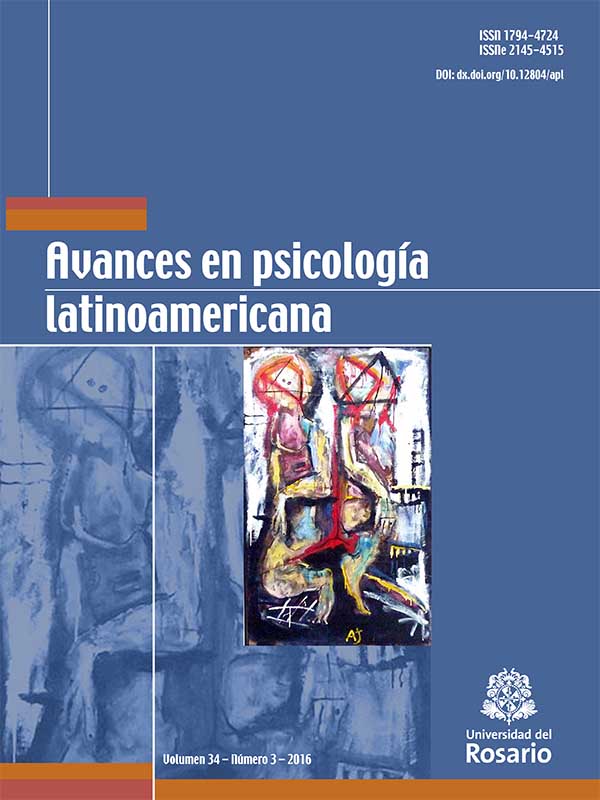 ISSN 1794-4724
ISSNe 2145-4515
DOI: dx.doi.org/10.12804/apl
Avances en psicología
latinoamericana
AJ
Universidad del
Rosario
Volumen 34 – Número 3 – 2016